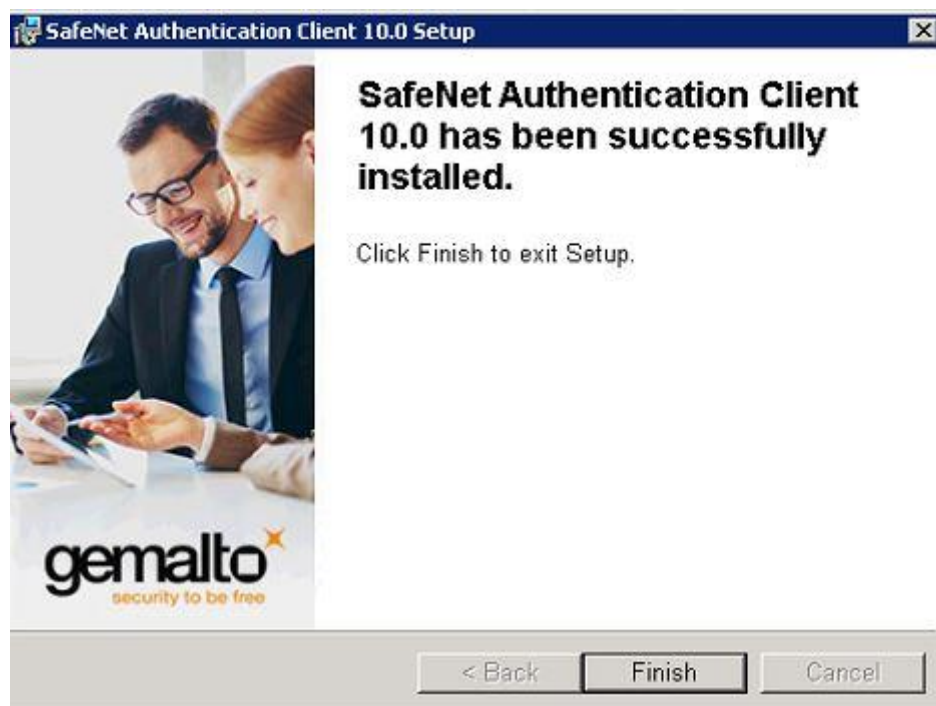 SafeNet Authentication Client 10.0 Setup
SafeNet Authentication Client
10.0 has been successfully
installed.
Click Finish to exit Setup.
gemalto
security to be free
< Back
Finish
Cancel